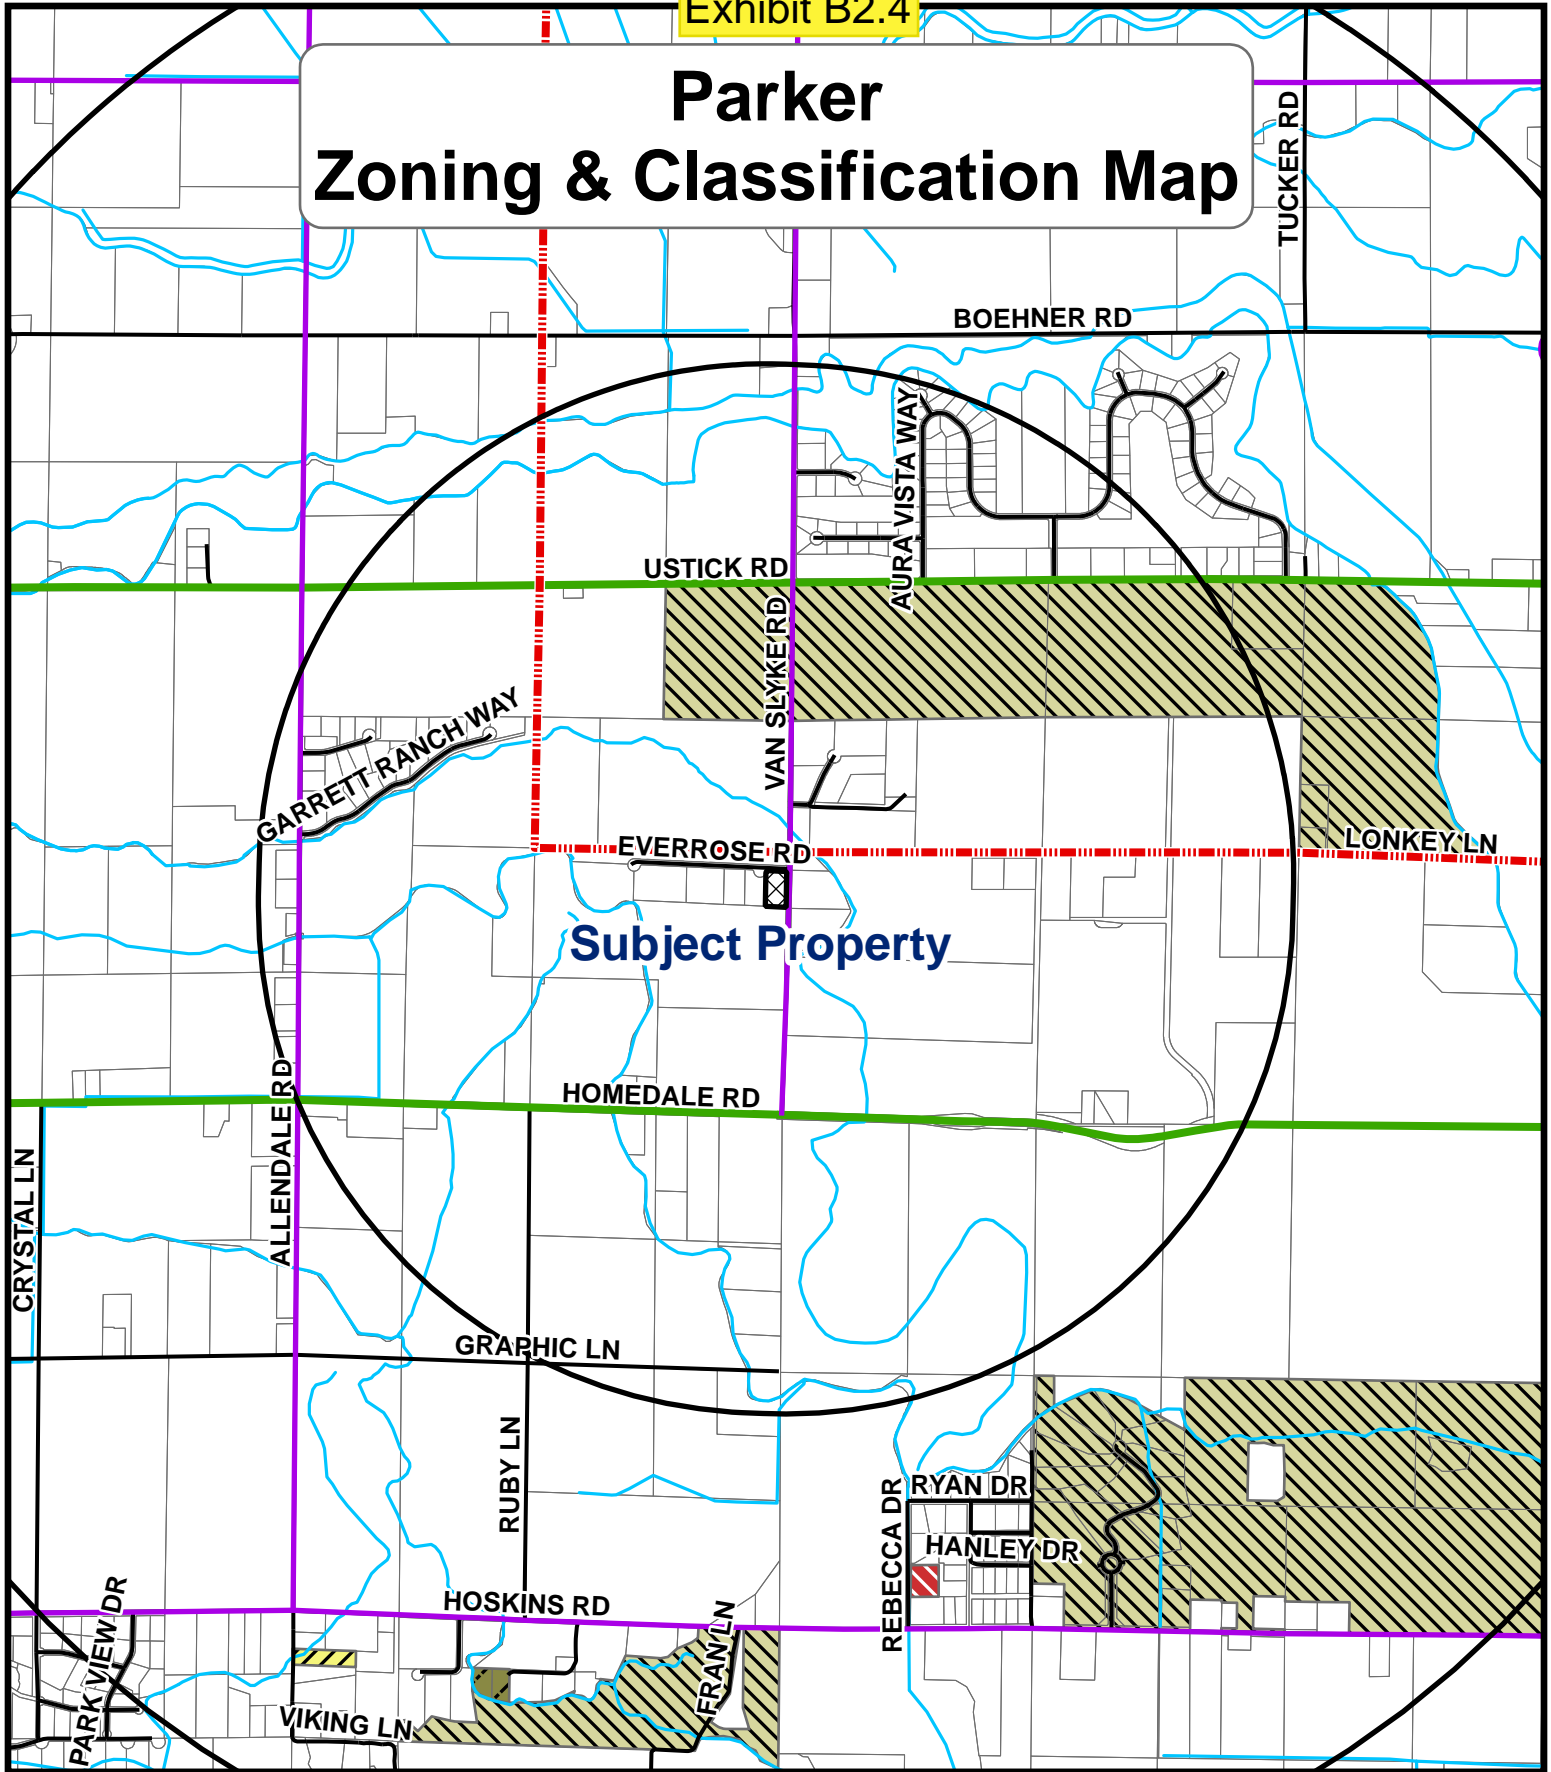 Exhibit B2.4
Parker
Zoning & Classification Map
TUCKER RD
BOEHNER RD
AURA VISTA WAY
USTICK RD
VAN SLYKE RD
GARRETT RANCH WAY
EVERROSE RD
LONKEY LN
Subject Property
HOMEDALE RD
ALLENDALE RD
CRYSTAL LN
GRAPHIC LN
RUBY LN
REBECCA DR
RYAN DR
HANLEY DR
HOSKINS RD
PARK VIEW DR
FRAN LN
VIKING LN